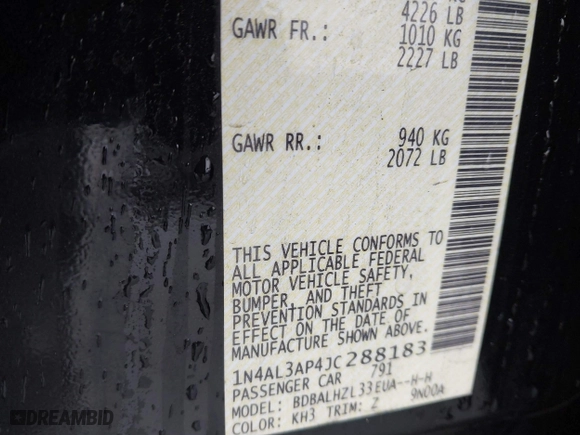 4226 LB
GAWR FR.: 1010 KG
2227 LB
GAWR RR.: 940 KG
2072 LB
THIS VEHICLE CONFORMS TO
ALL APPLICABLE FEDERAL
MOTOR VEHICLE SAFETY,
BUMPER, AND THEFT
PREVENTION STANDARDS IN
EFFECT ON THE DATE OF
MANUFACTURE SHOWN ABOVE.
1N4AL3AP4JC288183
PASSENGER CAR 791
MODEL: BDBALHZL33EUA--H-H
COLOR: KH3 TRIM: Z 9N00A
DREAMBID